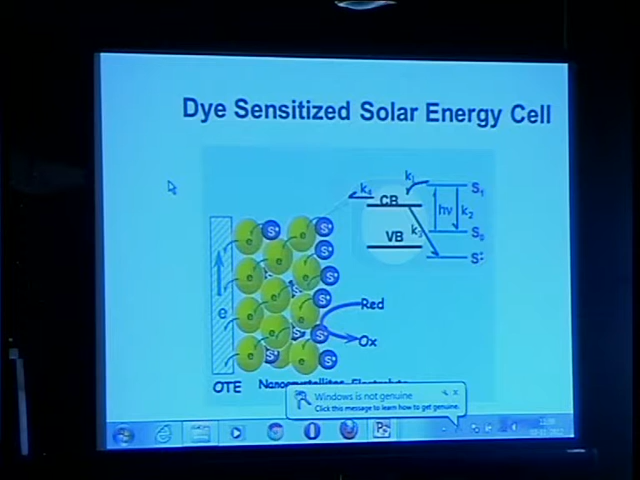 Dye Sensitized Solar Energy Cell
k₁
S₁
k₄
CB
hν
k₂
S₀
VB
k₃
S⁺
e
S*
Red
Ox
OTE
Windows is not genuine
Click this message to learn how to get genuine.